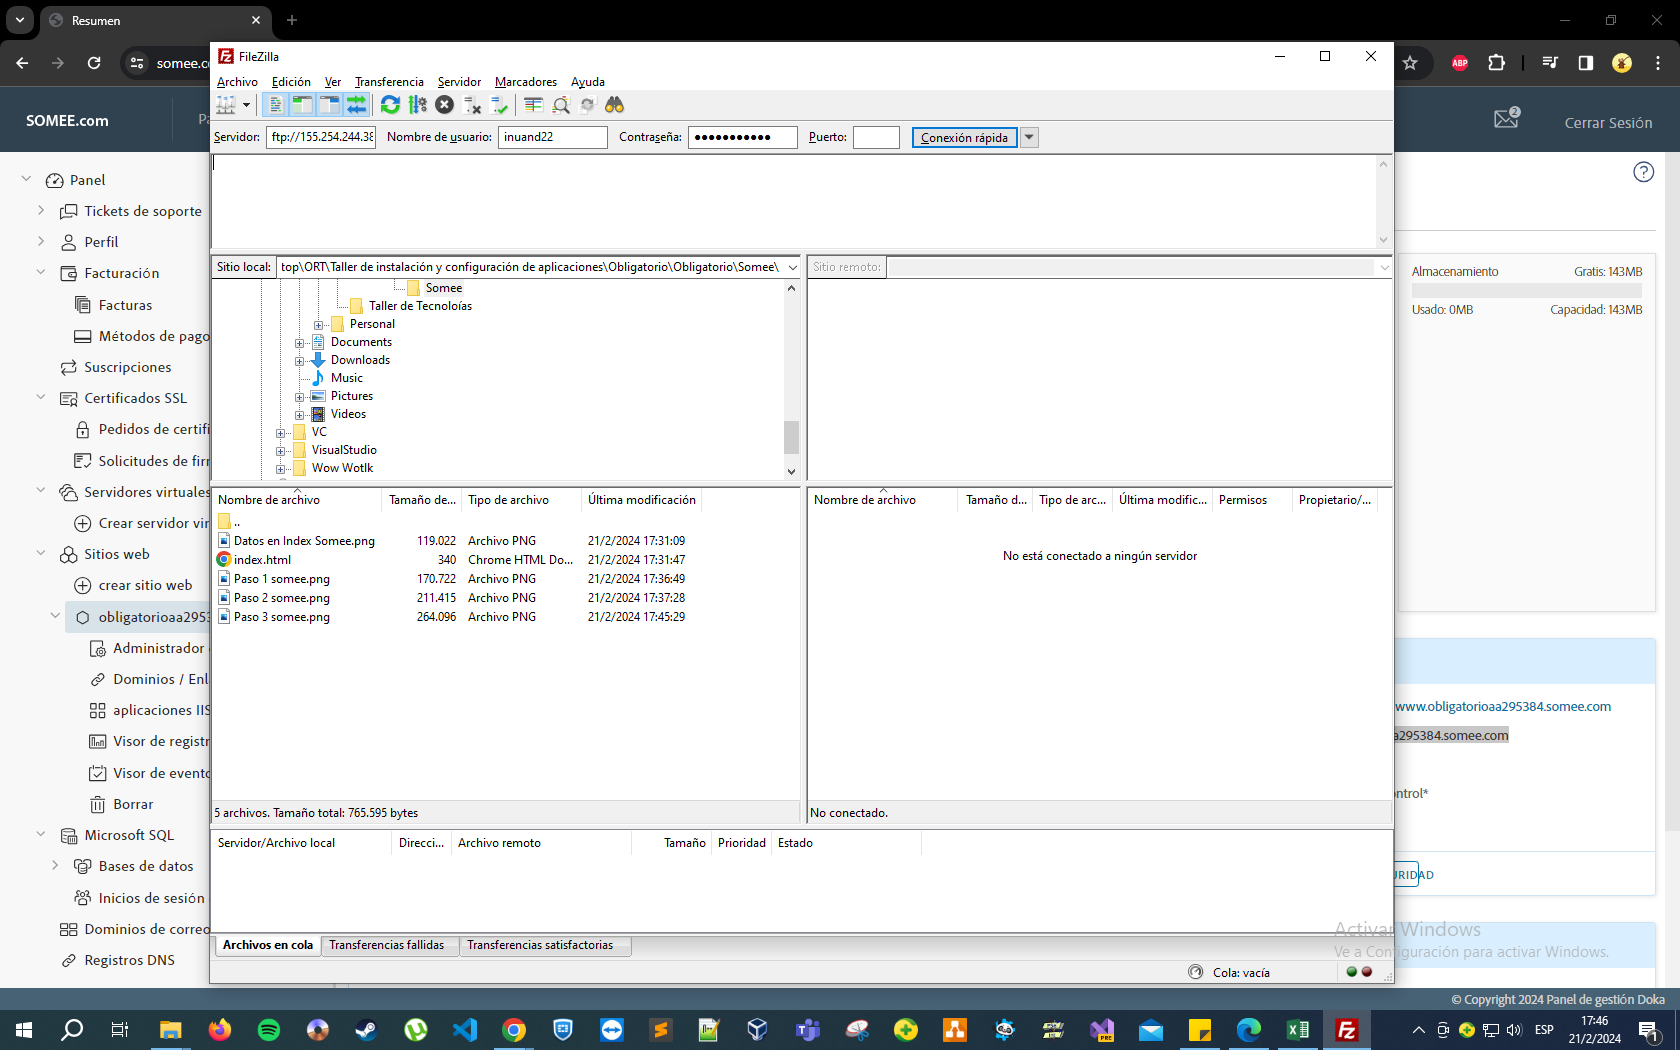 Resumen
somee.co
FileZilla
Archivo Edición Ver Transferencia Servidor Marcadores Ayuda
Servidor: ftp://155.254.244.38 Nombre de usuario: inuand22 Contraseña: ●●●●●●●●●●● Puerto: Conexión rápida
SOMEE.com
Pa
2
Cerrar Sesión
Panel
Tickets de soporte
Perfil
Facturación
Facturas
Métodos de pago
Suscripciones
Certificados SSL
Pedidos de certifi
Solicitudes de firr
Servidores virtuales
Crear servidor vir
Sitios web
crear sitio web
obligatorioaa2953
Administrador
Dominios / Enl
aplicaciones IIS
Visor de registr
Visor de evento
Borrar
Microsoft SQL
Bases de datos
Inicios de sesión
Dominios de correo
Registros DNS
Sitio local: top\ORT\Taller de instalación y configuración de aplicaciones\Obligatorio\Obligatorio\Somee\
Somee
Taller de Tecnoloías
Personal
Documents
Downloads
Music
Pictures
Videos
VC
VisualStudio
Wow Wotlk
Sitio remoto:
Nombre de archivo Tamaño de... Tipo de archivo Última modificación
..
Datos en Index Somee.png 119.022 Archivo PNG 21/2/2024 17:31:09
index.html 340 Chrome HTML Do... 21/2/2024 17:31:47
Paso 1 somee.png 170.722 Archivo PNG 21/2/2024 17:36:49
Paso 2 somee.png 211.415 Archivo PNG 21/2/2024 17:37:28
Paso 3 somee.png 264.096 Archivo PNG 21/2/2024 17:45:29
5 archivos. Tamaño total: 765.595 bytes
Nombre de archivo Tamaño d... Tipo de arc... Última modific... Permisos Propietario/...
No está conectado a ningún servidor
No conectado.
Servidor/Archivo local Direcci... Archivo remoto Tamaño Prioridad Estado
Archivos en cola Transferencias fallidas Transferencias satisfactorias
Cola: vacía
Almacenamiento Gratis: 143MB
Usado: 0MB Capacidad: 143MB
www.obligatorioaa295384.somee.com
a295384.somee.com
ontrol*
URIDAD
Activar Windows
Ve a Configuración para activar Windows.
© Copyright 2024 Panel de gestión Doka
ESP
17:46
21/2/2024
1